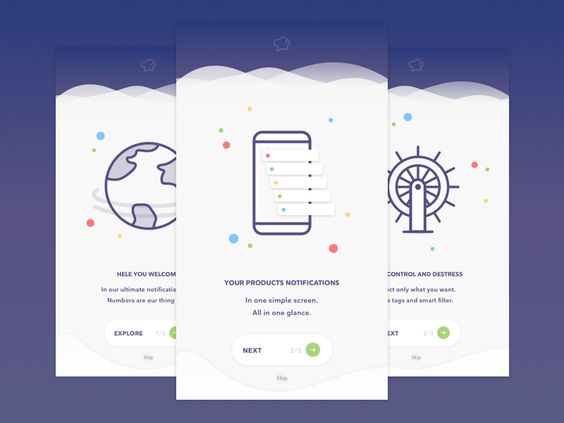 HELE YOU WELCOM
In our ultimate notificatio
Numbers are our thing
EXPLORE 1/3
Skip
YOUR PRODUCTS NOTIFICATIONS
In one simple screen.
All in one glance.
NEXT 2/3
Skip
CONTROL AND DESTRESS
ect only what you want.
e tags and smart filter.
EXT 3/3
Skip